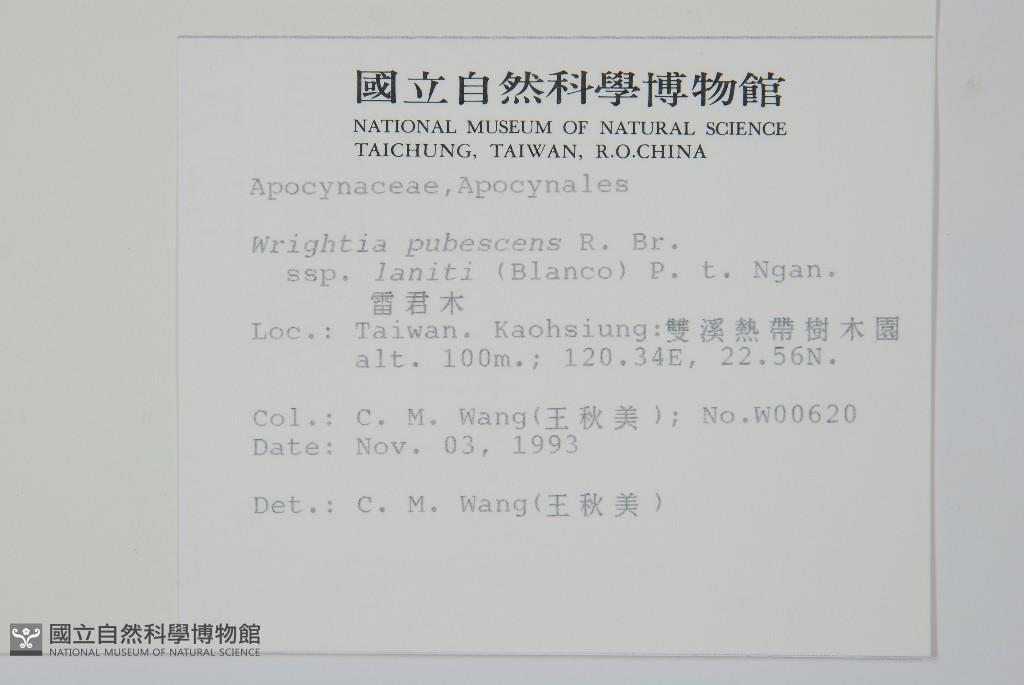 國立自然科學博物館
NATIONAL MUSEUM OF NATURAL SCIENCE
TAICHUNG, TAIWAN, R.O.CHINA
Apocynaceae,Apocynales
Wrightia pubescens R. Br.
ssp. laniti (Blanco) P. t. Ngan.
雷君木
Loc.: Taiwan. Kaohsiung:雙溪熱帶樹木園
alt. 100m.; 120.34E, 22.56N.
Col.: C. M. Wang(王秋美); No.W00620
Date: Nov. 03, 1993
Det.: C. M. Wang(王秋美)
國立自然科學博物館
NATIONAL MUSEUM OF NATURAL SCIENCE